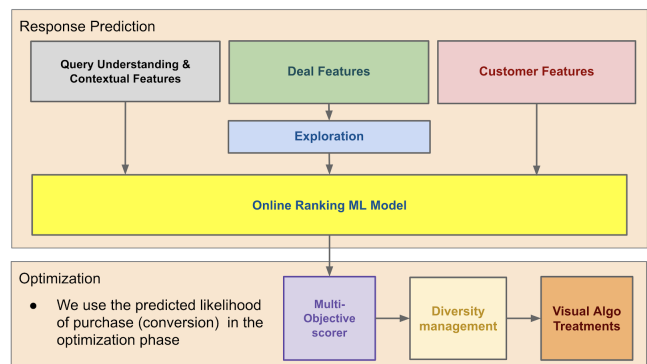 Response Prediction
Query Understanding &
Contextual Features
Deal Features
Customer Features
Exploration
Online Ranking ML Model
Optimization
● We use the predicted likelihood
of purchase (conversion) in the
optimization phase
Multi-
Objective
scorer
Diversity
management
Visual Algo
Treatments